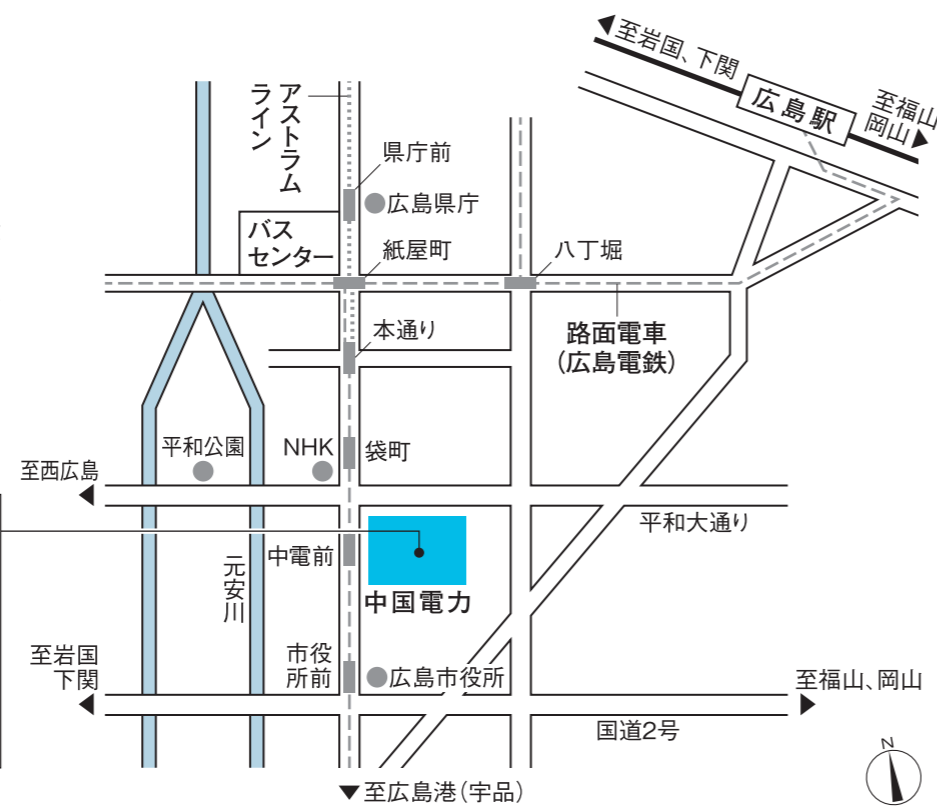 至岩国、下関
広島駅
至福山
岡山
アストラム
ライン
県庁前
広島県庁
バス
センター
紙屋町
八丁堀
本通り
路面電車
(広島電鉄)
平和公園
NHK
袋町
至西広島
平和大通り
中電前
元安川
中国電力
至岩国
下関
市役
所前
広島市役所
至福山、岡山
国道2号
至広島港(宇品)
N